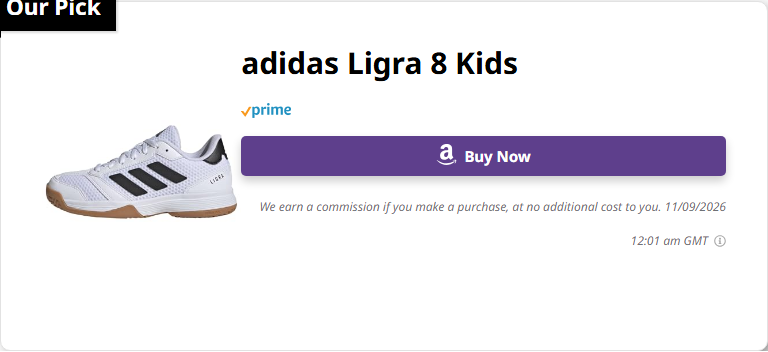 Our Pick
adidas Ligra 8 Kids
prime
a Buy Now
LIGRA
We earn a commission if you make a purchase, at no additional cost to you. 11/09/2026
12:01 am GMT